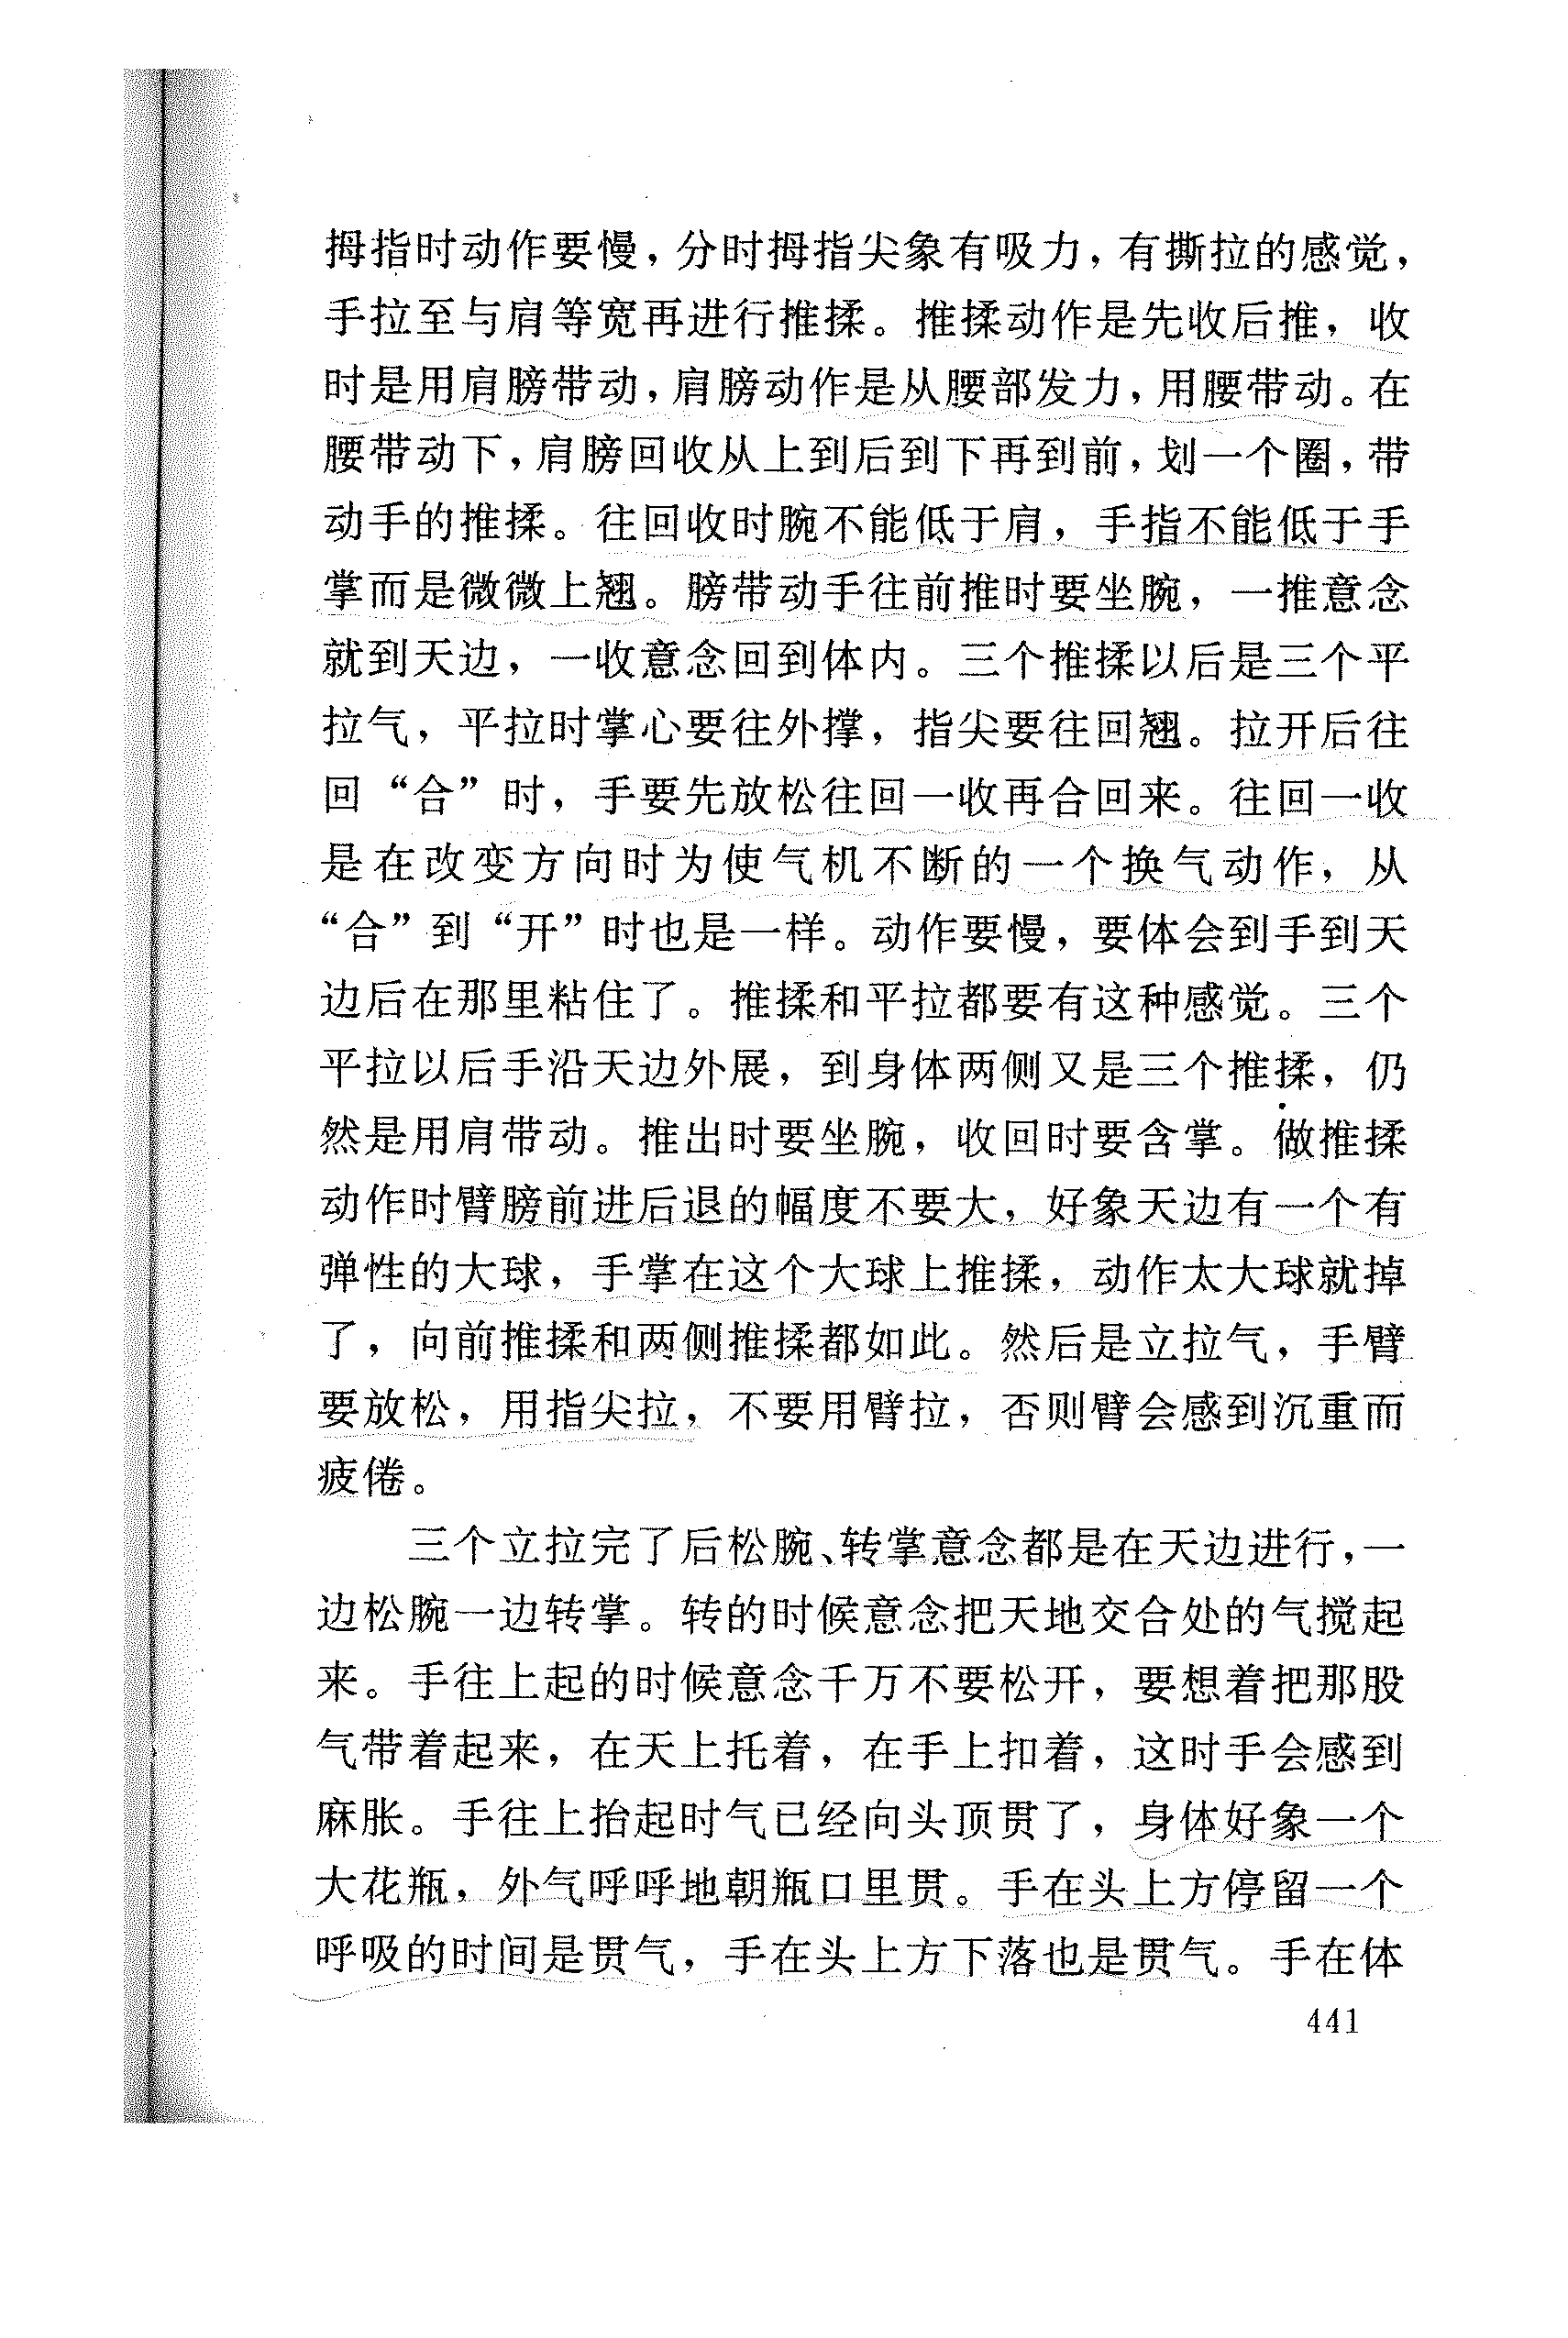 拇指时动作要慢，分时拇指尖象有吸力，有撕拉的感觉，
手拉至与肩等宽再进行推揉。推揉动作是先收后推，收
时是用肩膀带动，肩膀动作是从腰部发力，用腰带动。在
腰带动下，肩膀回收从上到后到下再到前，划一个圈，带
动手的推揉。往回收时腕不能低于肩，手指不能低于手
掌而是微微上翘。膀带动手往前推时要坐腕，一推意念
就到天边，一收意念回到体内。三个推揉以后是三个平
拉气，平拉时掌心要往外撑，指尖要往回翘。拉开后往
回“合”时，手要先放松往回一收再合回来。往回一收
是在改变方向时为使气机不断的一个换气动作，从
“合”到“开”时也是一样。动作要慢，要体会到手到天
边后在那里粘住了。推揉和平拉都要有这种感觉。三个
平拉以后手沿天边外展，到身体两侧又是三个推揉，仍
然是用肩带动。推出时要坐腕，收回时要含掌。做推揉
动作时臂膀前进后退的幅度不要大，好象天边有一个有
弹性的大球，手掌在这个大球上推揉，动作太大球就掉
了，向前推揉和两侧推揉都如此。然后是立拉气，手臂
要放松，用指尖拉，不要用臂拉，否则臂会感到沉重而
疲倦。
三个立拉完了后松腕、转掌意念都是在天边进行，一
边松腕一边转掌。转的时候意念把天地交合处的气搅起
来。手往上起的时候意念千万不要松开，要想着把那股
气带着起来，在天上托着，在手上扣着，这时手会感到
麻胀。手往上抬起时气已经向头顶贯了，身体好象一个
大花瓶，外气呼呼地朝瓶口里贯。手在头上方停留一个
呼吸的时间是贯气，手在头上方下落也是贯气。手在体
441